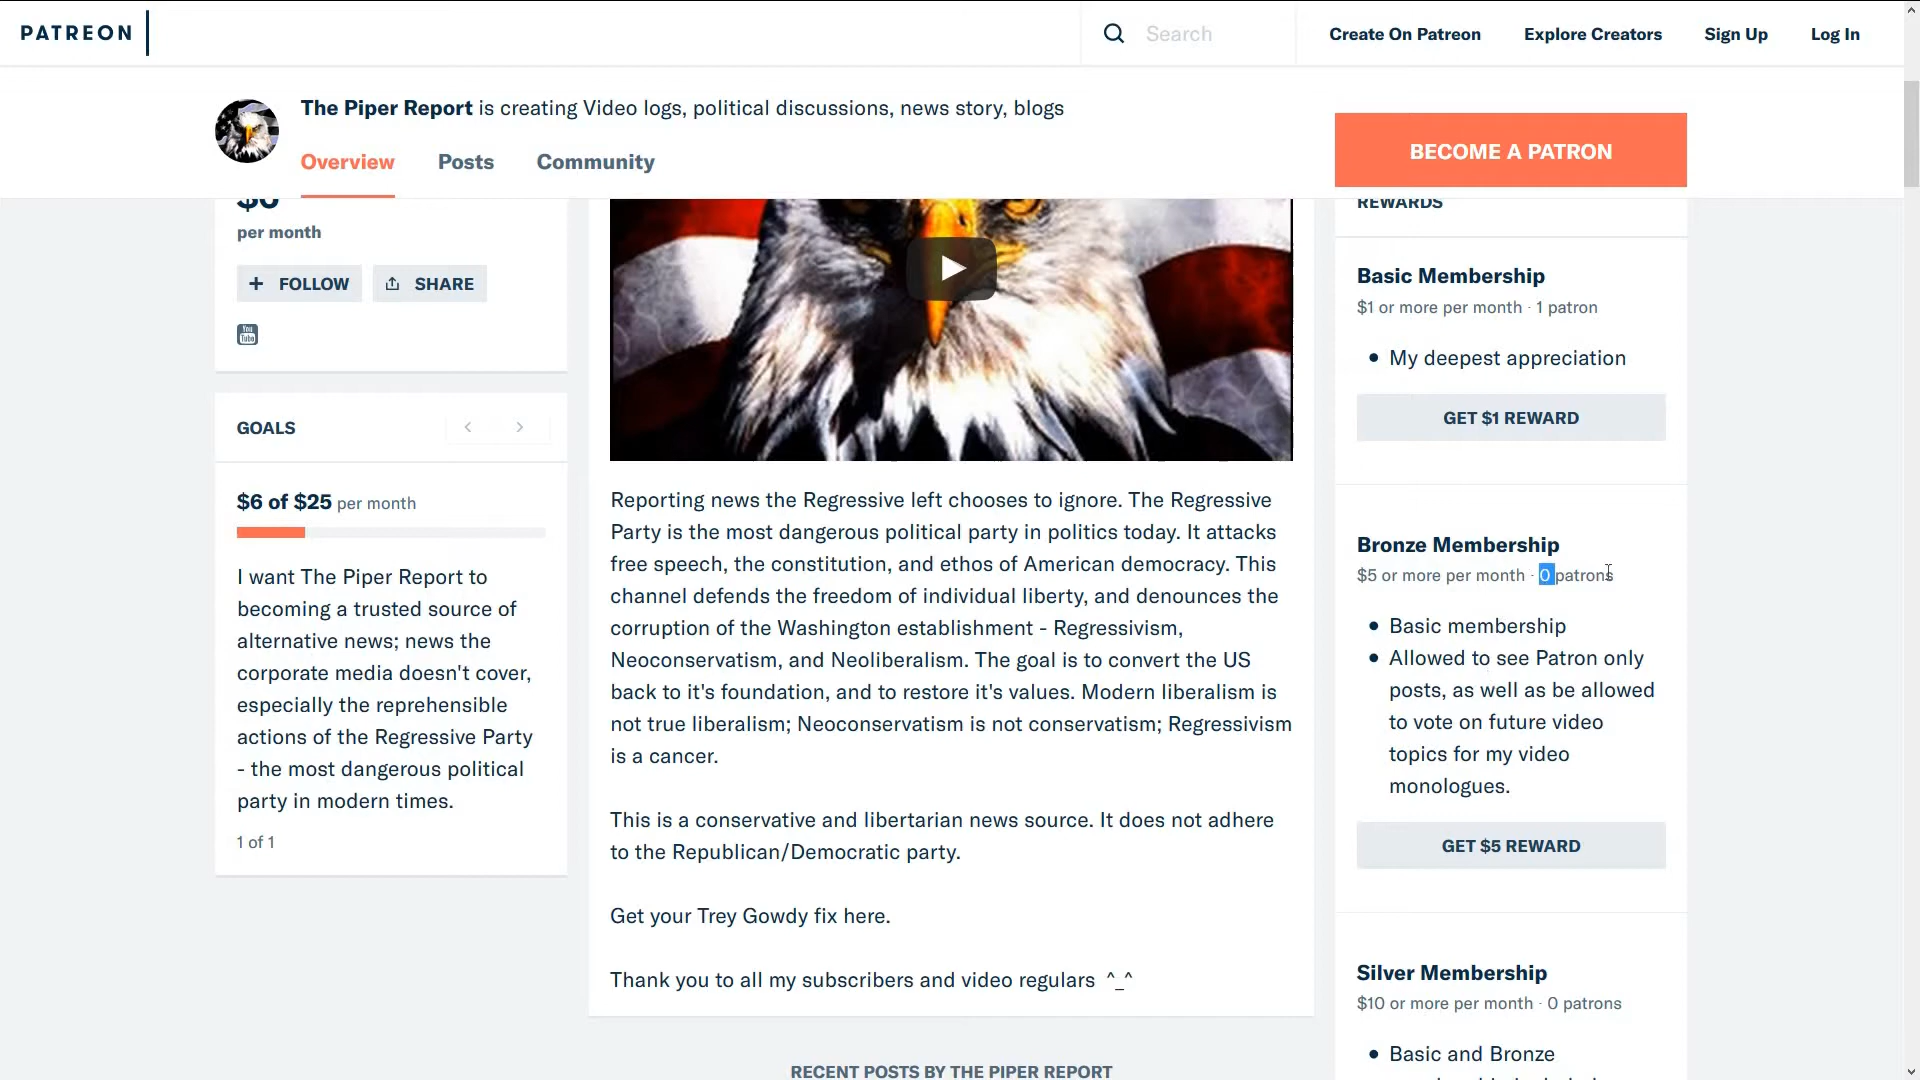 PATREON
Search
Create On Patreon
Explore Creators
Sign Up
Log In
The Piper Report is creating Video logs, political discussions, news story, blogs
Overview
Posts
Community
BECOME A PATRON
per month
+ FOLLOW
SHARE
You
Tube
GOALS
$6 of $25 per month
I want The Piper Report to
becoming a trusted source of
alternative news; news the
corporate media doesn't cover,
especially the reprehensible
actions of the Regressive Party
- the most dangerous political
party in modern times.
1 of 1
Reporting news the Regressive left chooses to ignore. The Regressive
Party is the most dangerous political party in politics today. It attacks
free speech, the constitution, and ethos of American democracy. This
channel defends the freedom of individual liberty, and denounces the
corruption of the Washington establishment - Regressivism,
Neoconservatism, and Neoliberalism. The goal is to convert the US
back to it's foundation, and to restore it's values. Modern liberalism is
not true liberalism; Neoconservatism is not conservatism; Regressivism
is a cancer.
This is a conservative and libertarian news source. It does not adhere
to the Republican/Democratic party.
Get your Trey Gowdy fix here.
Thank you to all my subscribers and video regulars ^_^
RECENT POSTS BY THE PIPER REPORT
REWARDS
Basic Membership
$1 or more per month · 1 patron
• My deepest appreciation
GET $1 REWARD
Bronze Membership
$5 or more per month · 0 patrons
• Basic membership
• Allowed to see Patron only
posts, as well as be allowed
to vote on future video
topics for my video
monologues.
GET $5 REWARD
Silver Membership
$10 or more per month · 0 patrons
• Basic and Bronze